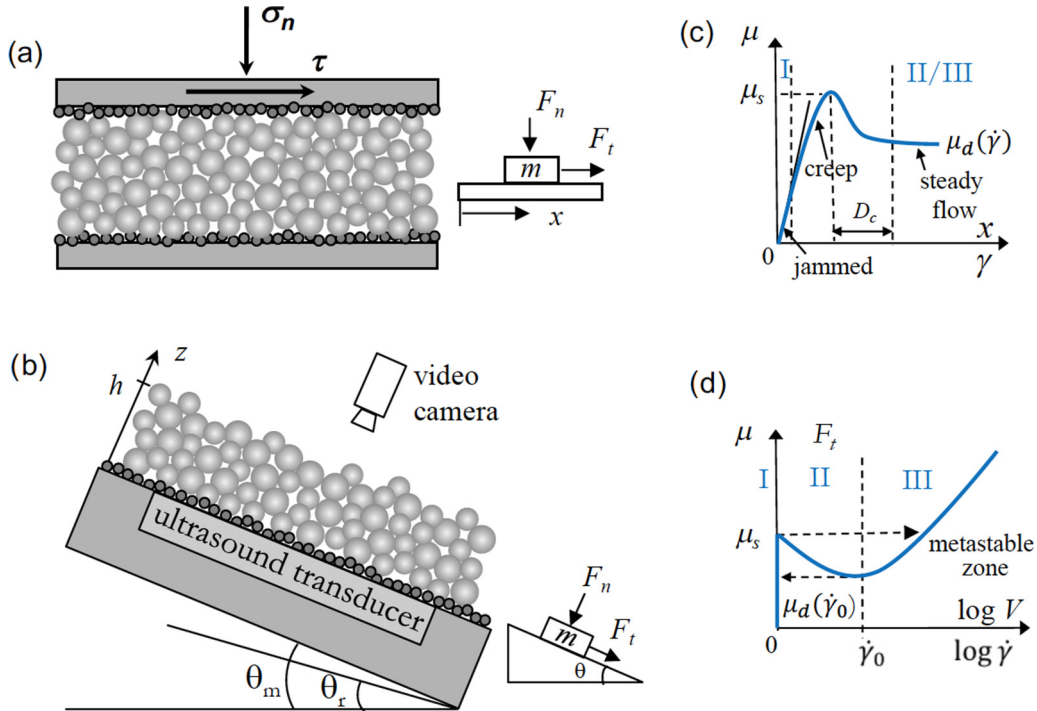 (a)
σn
τ
Fn
Ft
m
x
(b)
z
h
video
camera
ultrasound transducer
θm
θr
Fn
m
Ft
θ
(c)
μ
I
II/III
μs
creep
μd(γ̇)
steady
flow
Dc
0
jammed
x
γ
(d)
μ
Ft
I
II
III
μs
metastable
zone
μd(γ̇0)
log V
0
γ̇0
log γ̇